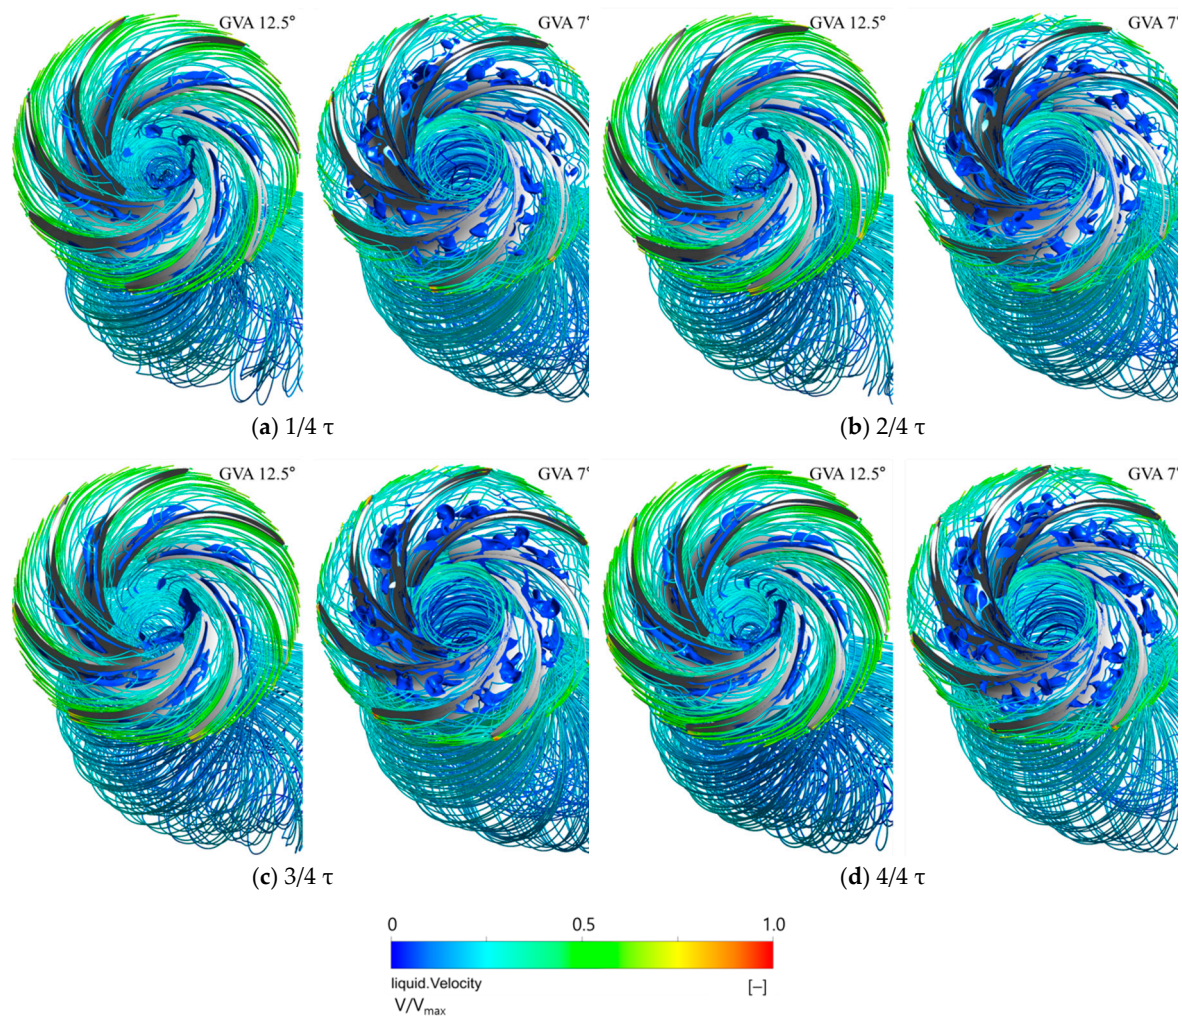 GVA 12.5° GVA 7° GVA 12.5° GVA 7°
(a) 1/4 τ (b) 2/4 τ
GVA 12.5° GVA 7° GVA 12.5° GVA 7°
(c) 3/4 τ (d) 4/4 τ
0 0.5 1.0
liquid.Velocity [–]
V/Vmax